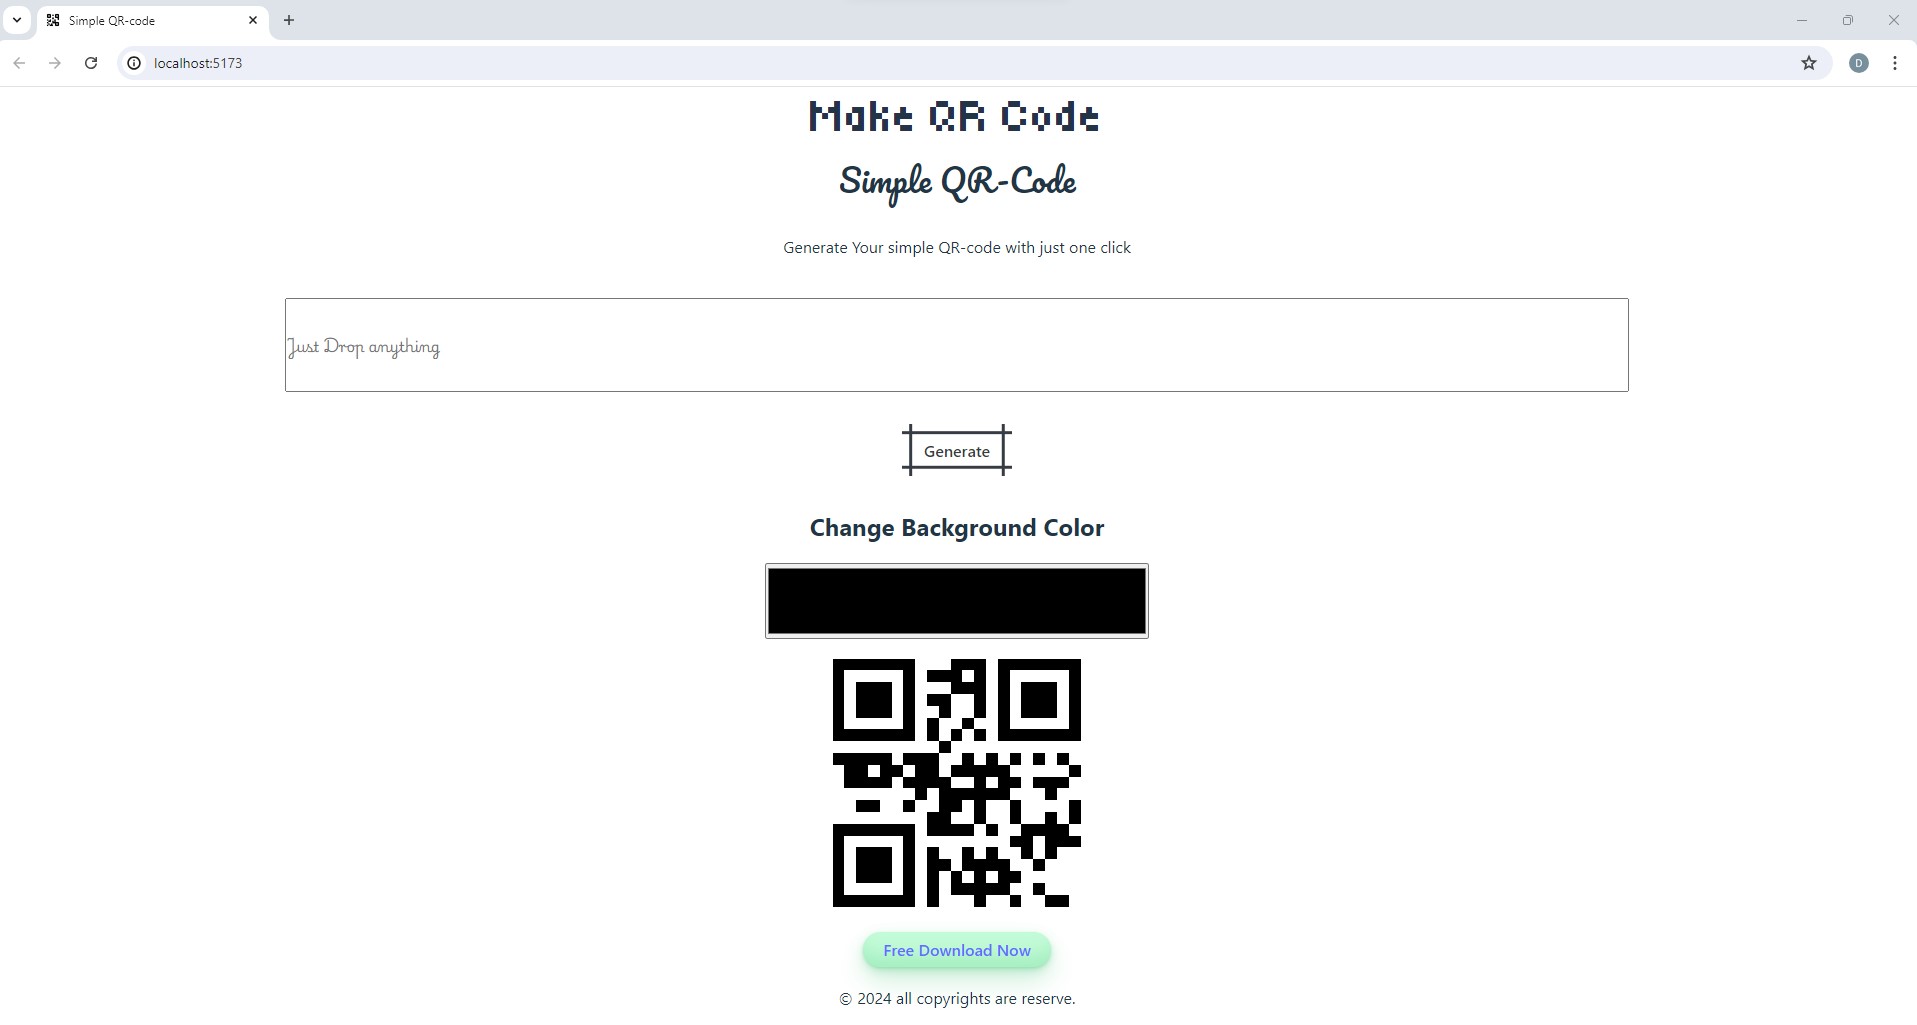 Simple QR-code
localhost:5173
D
Make QR Code
Simple QR-Code
Generate Your simple QR-code with just one click
Just Drop anything
Generate
Change Background Color
Free Download Now
© 2024 all copyrights are reserve.